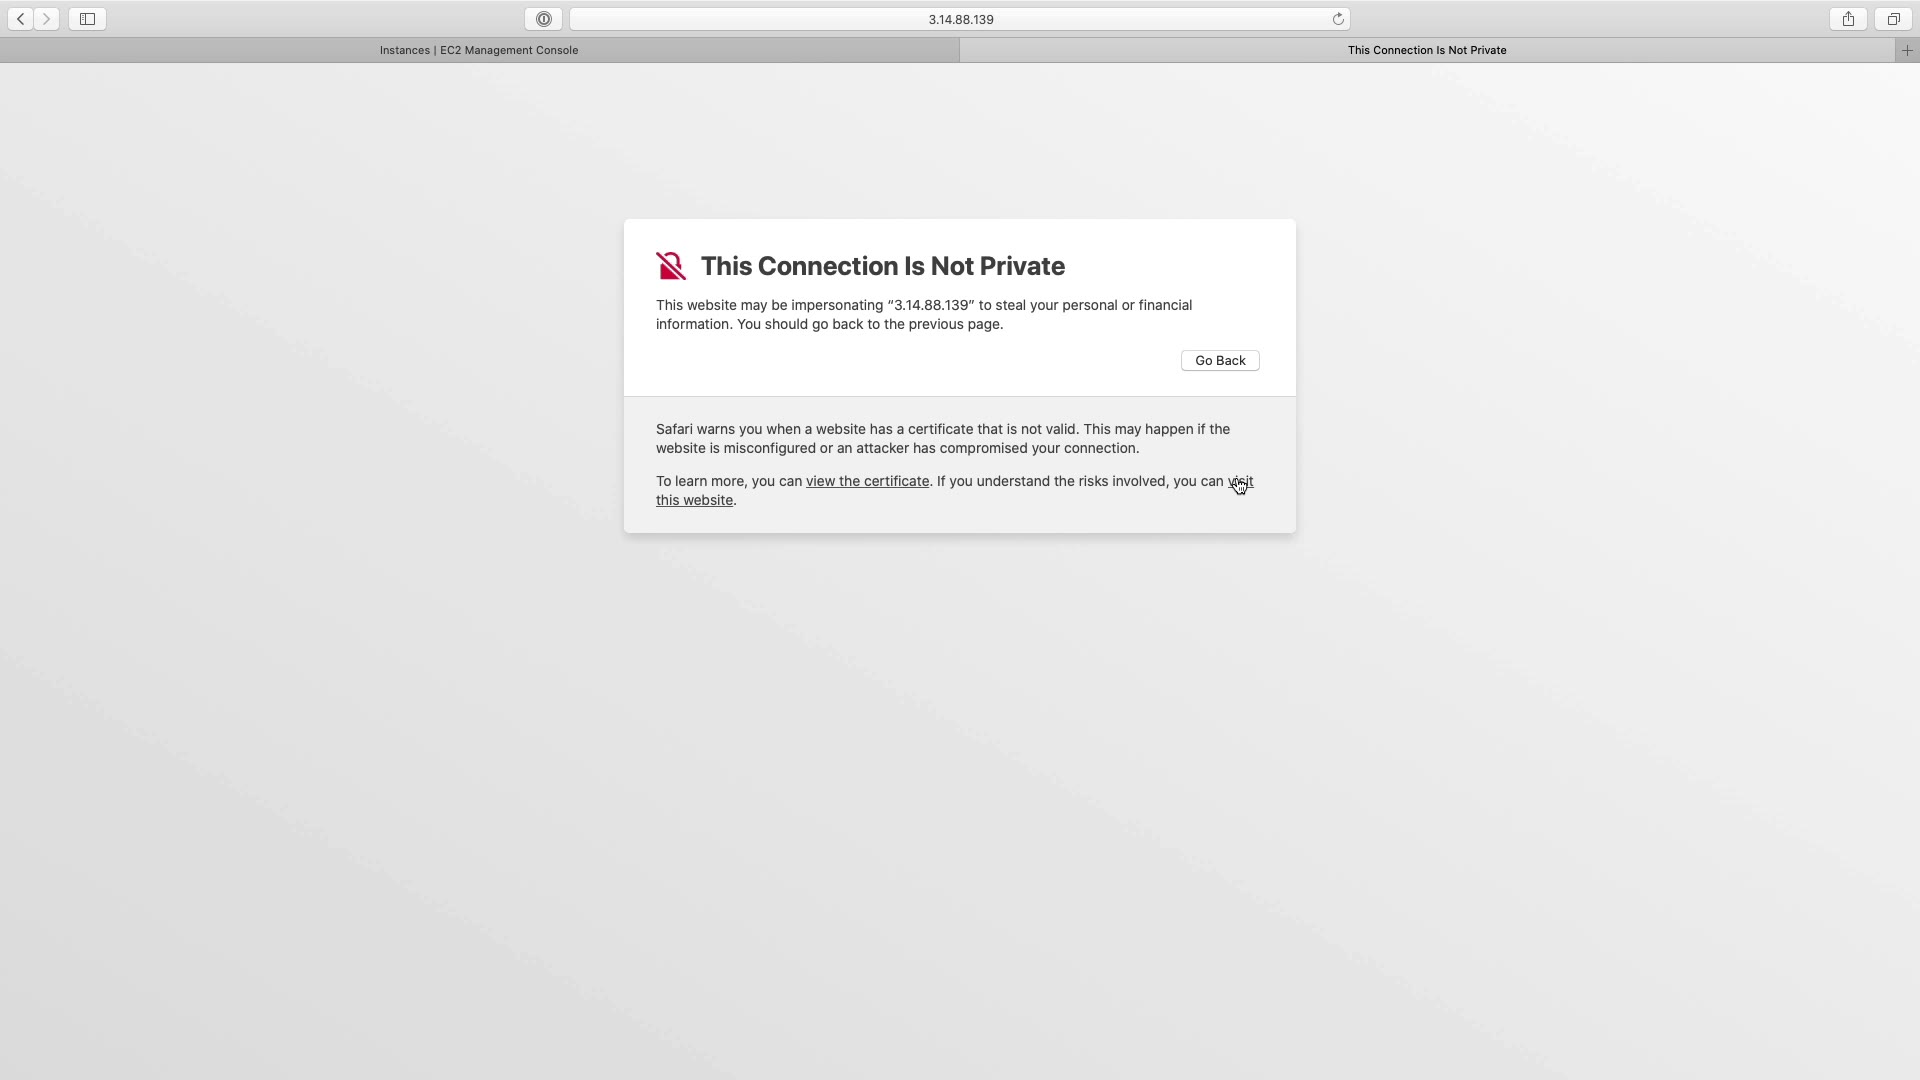 3.14.88.139
Instances | EC2 Management Console
This Connection Is Not Private
This Connection Is Not Private
This website may be impersonating “3.14.88.139” to steal your personal or financial
information. You should go back to the previous page.
Go Back
Safari warns you when a website has a certificate that is not valid. This may happen if the
website is misconfigured or an attacker has compromised your connection.
To learn more, you can view the certificate. If you understand the risks involved, you can visit
this website.